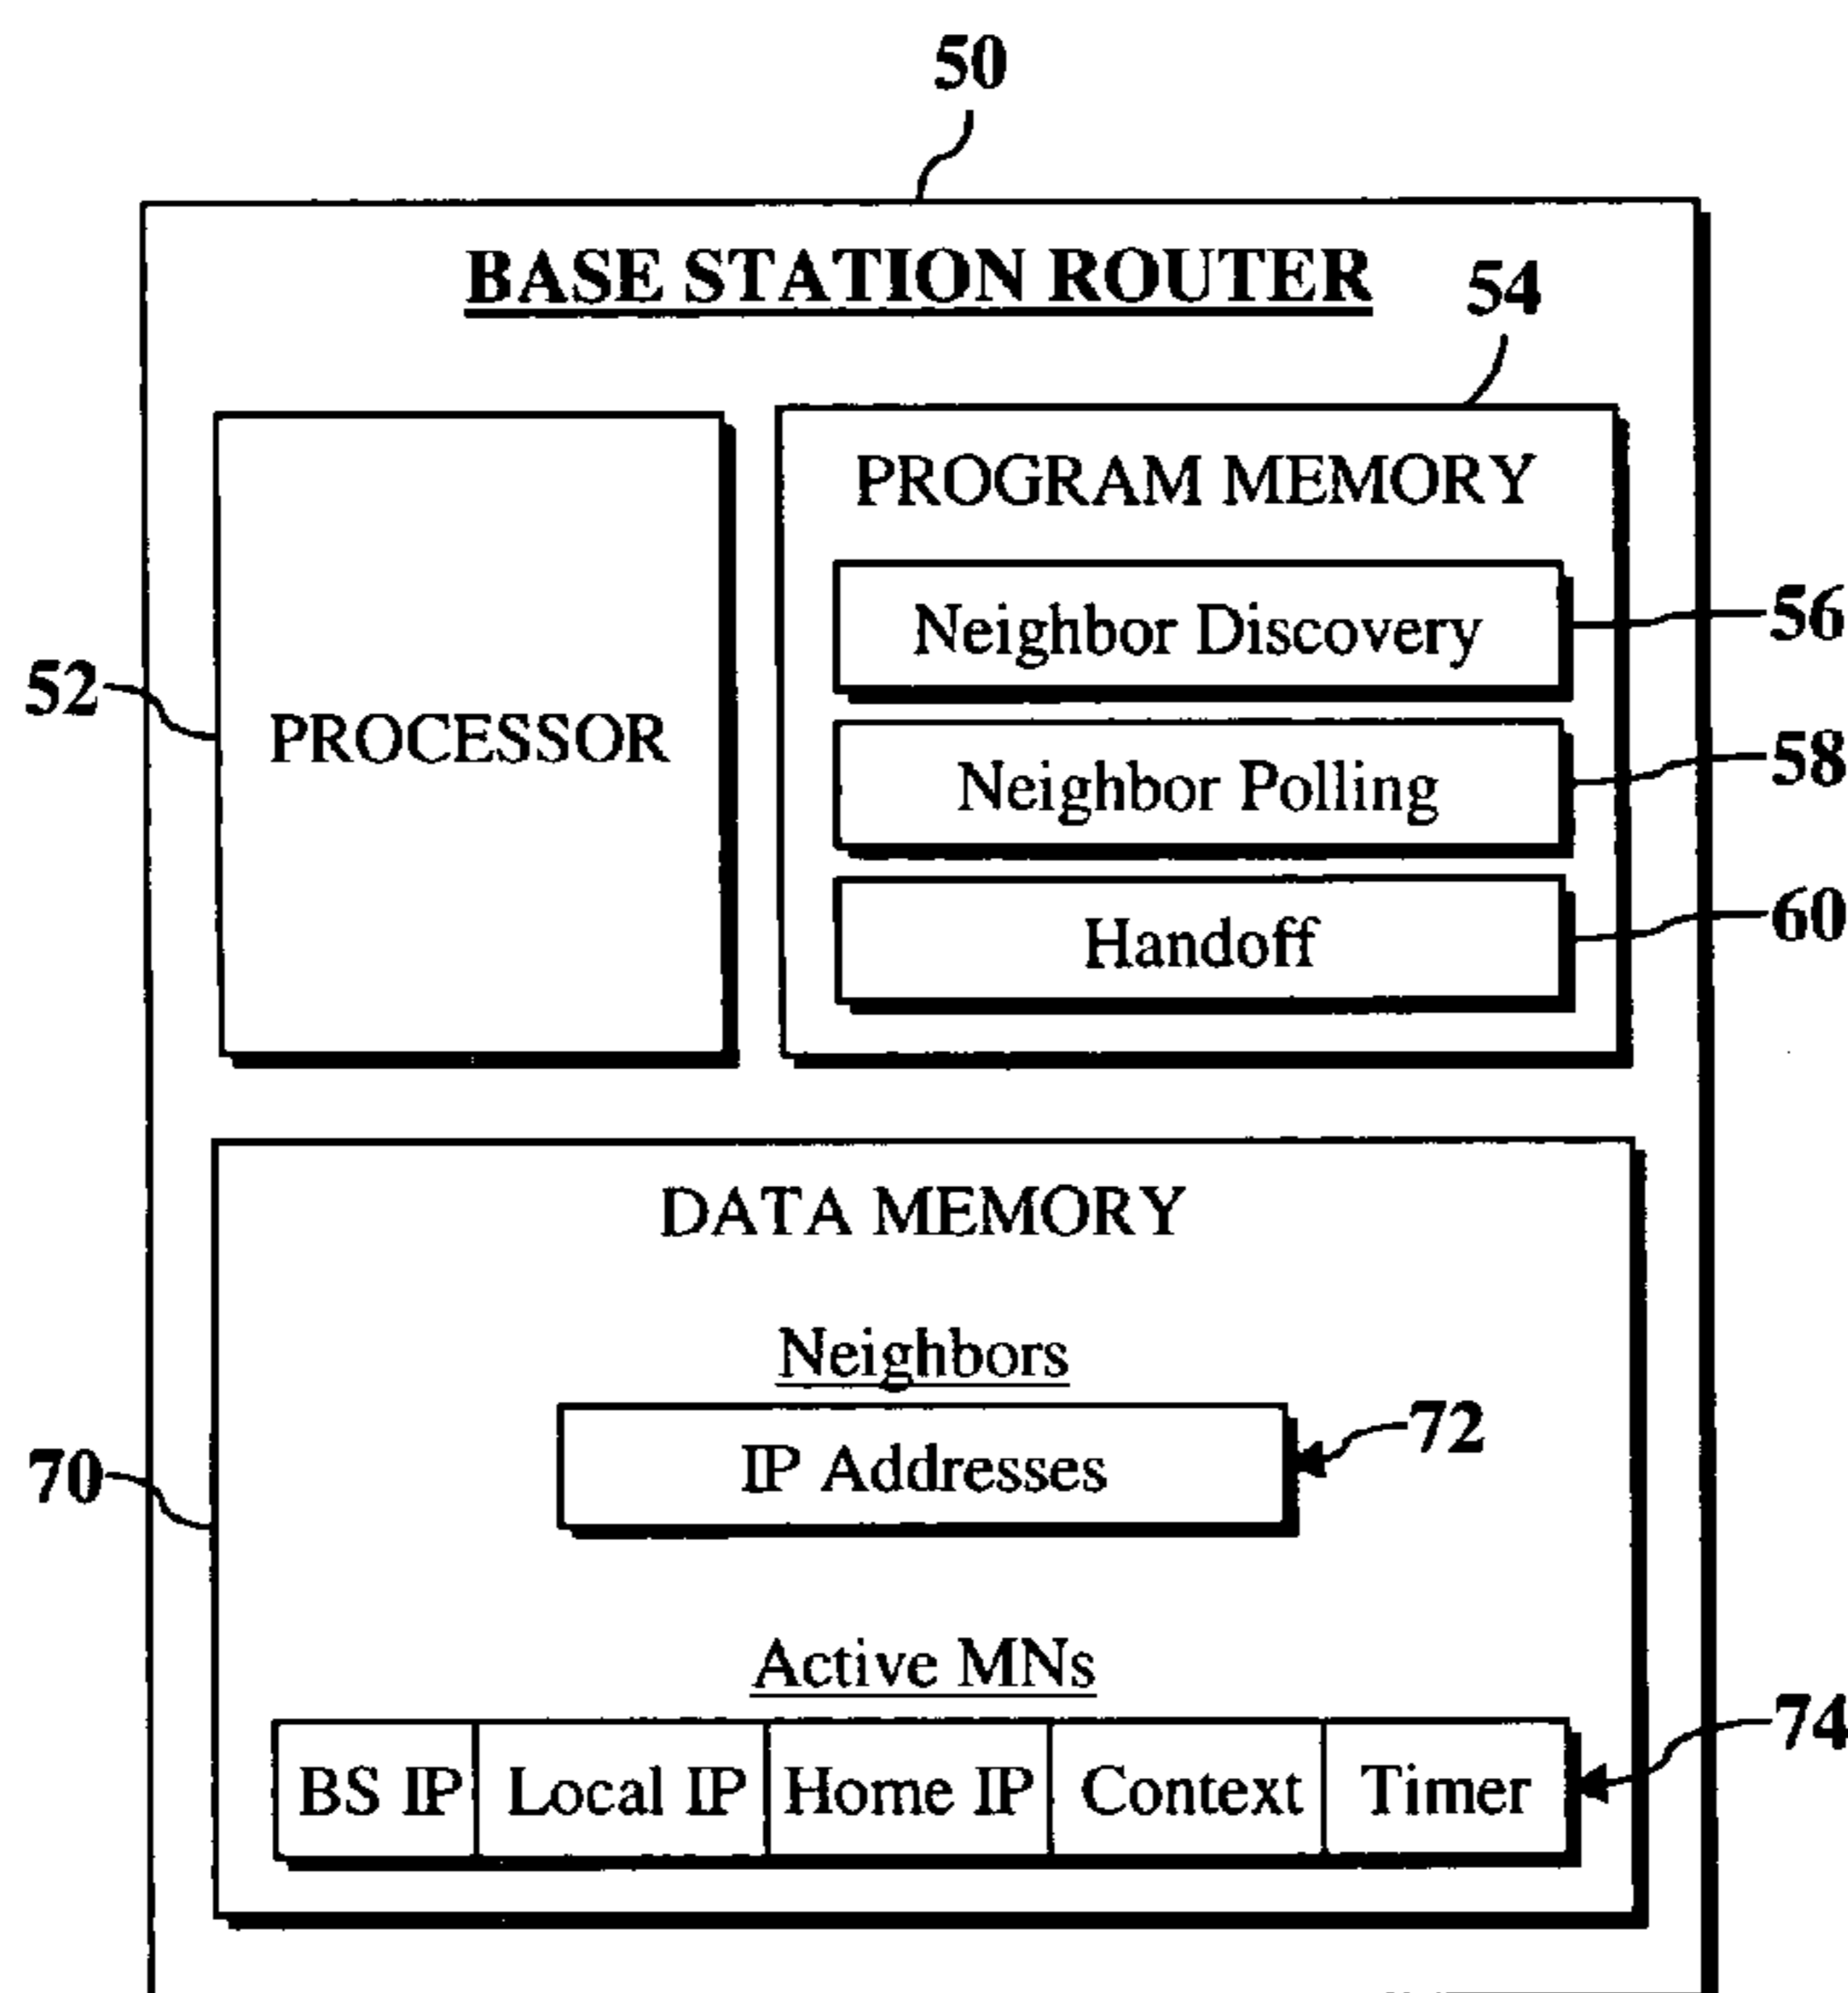 50
BASE STATION ROUTER
54
PROGRAM MEMORY
Neighbor Discovery
56
52
PROCESSOR
Neighbor Polling
58
Handoff
60
DATA MEMORY
Neighbors
IP Addresses
72
70
Active MNs
BS IP Local IP Home IP Context Timer
74